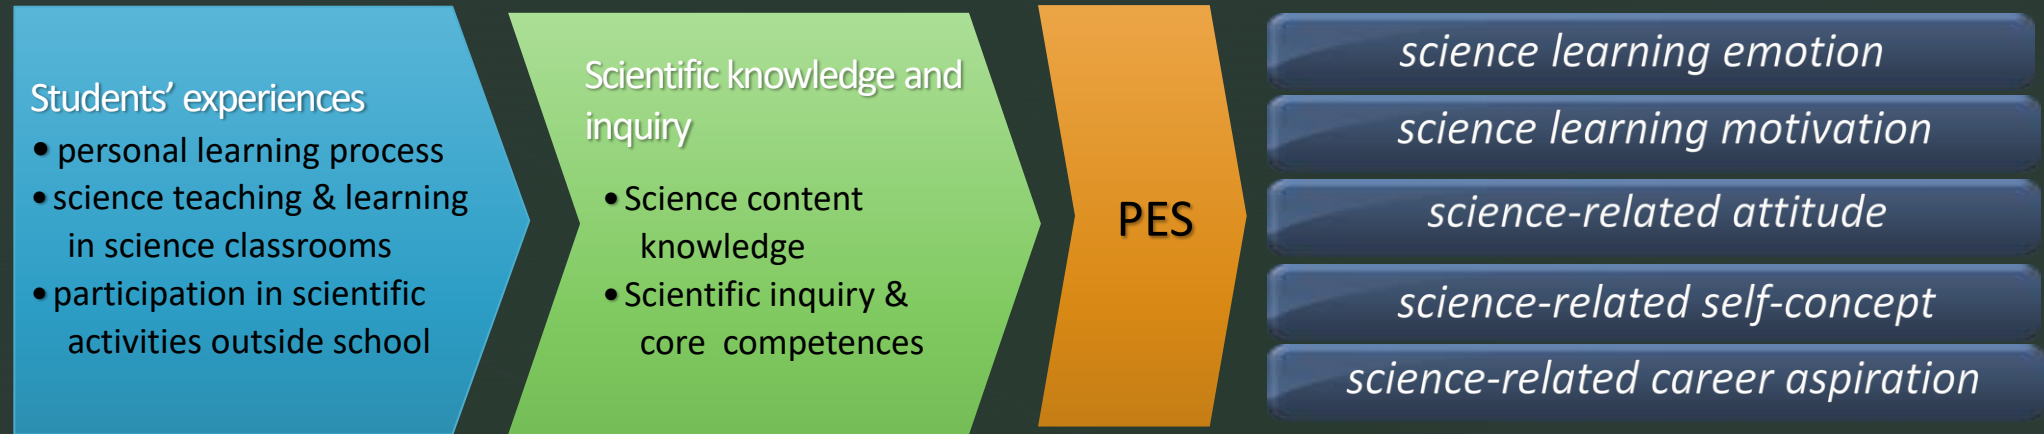 Students’ experiences
• personal learning process
• science teaching & learning
in science classrooms
• participation in scientific
activities outside school
Scientific knowledge and
inquiry
• Science content
knowledge
• Scientific inquiry &
core competences
PES
science learning emotion
science learning motivation
science-related attitude
science-related self-concept
science-related career aspiration